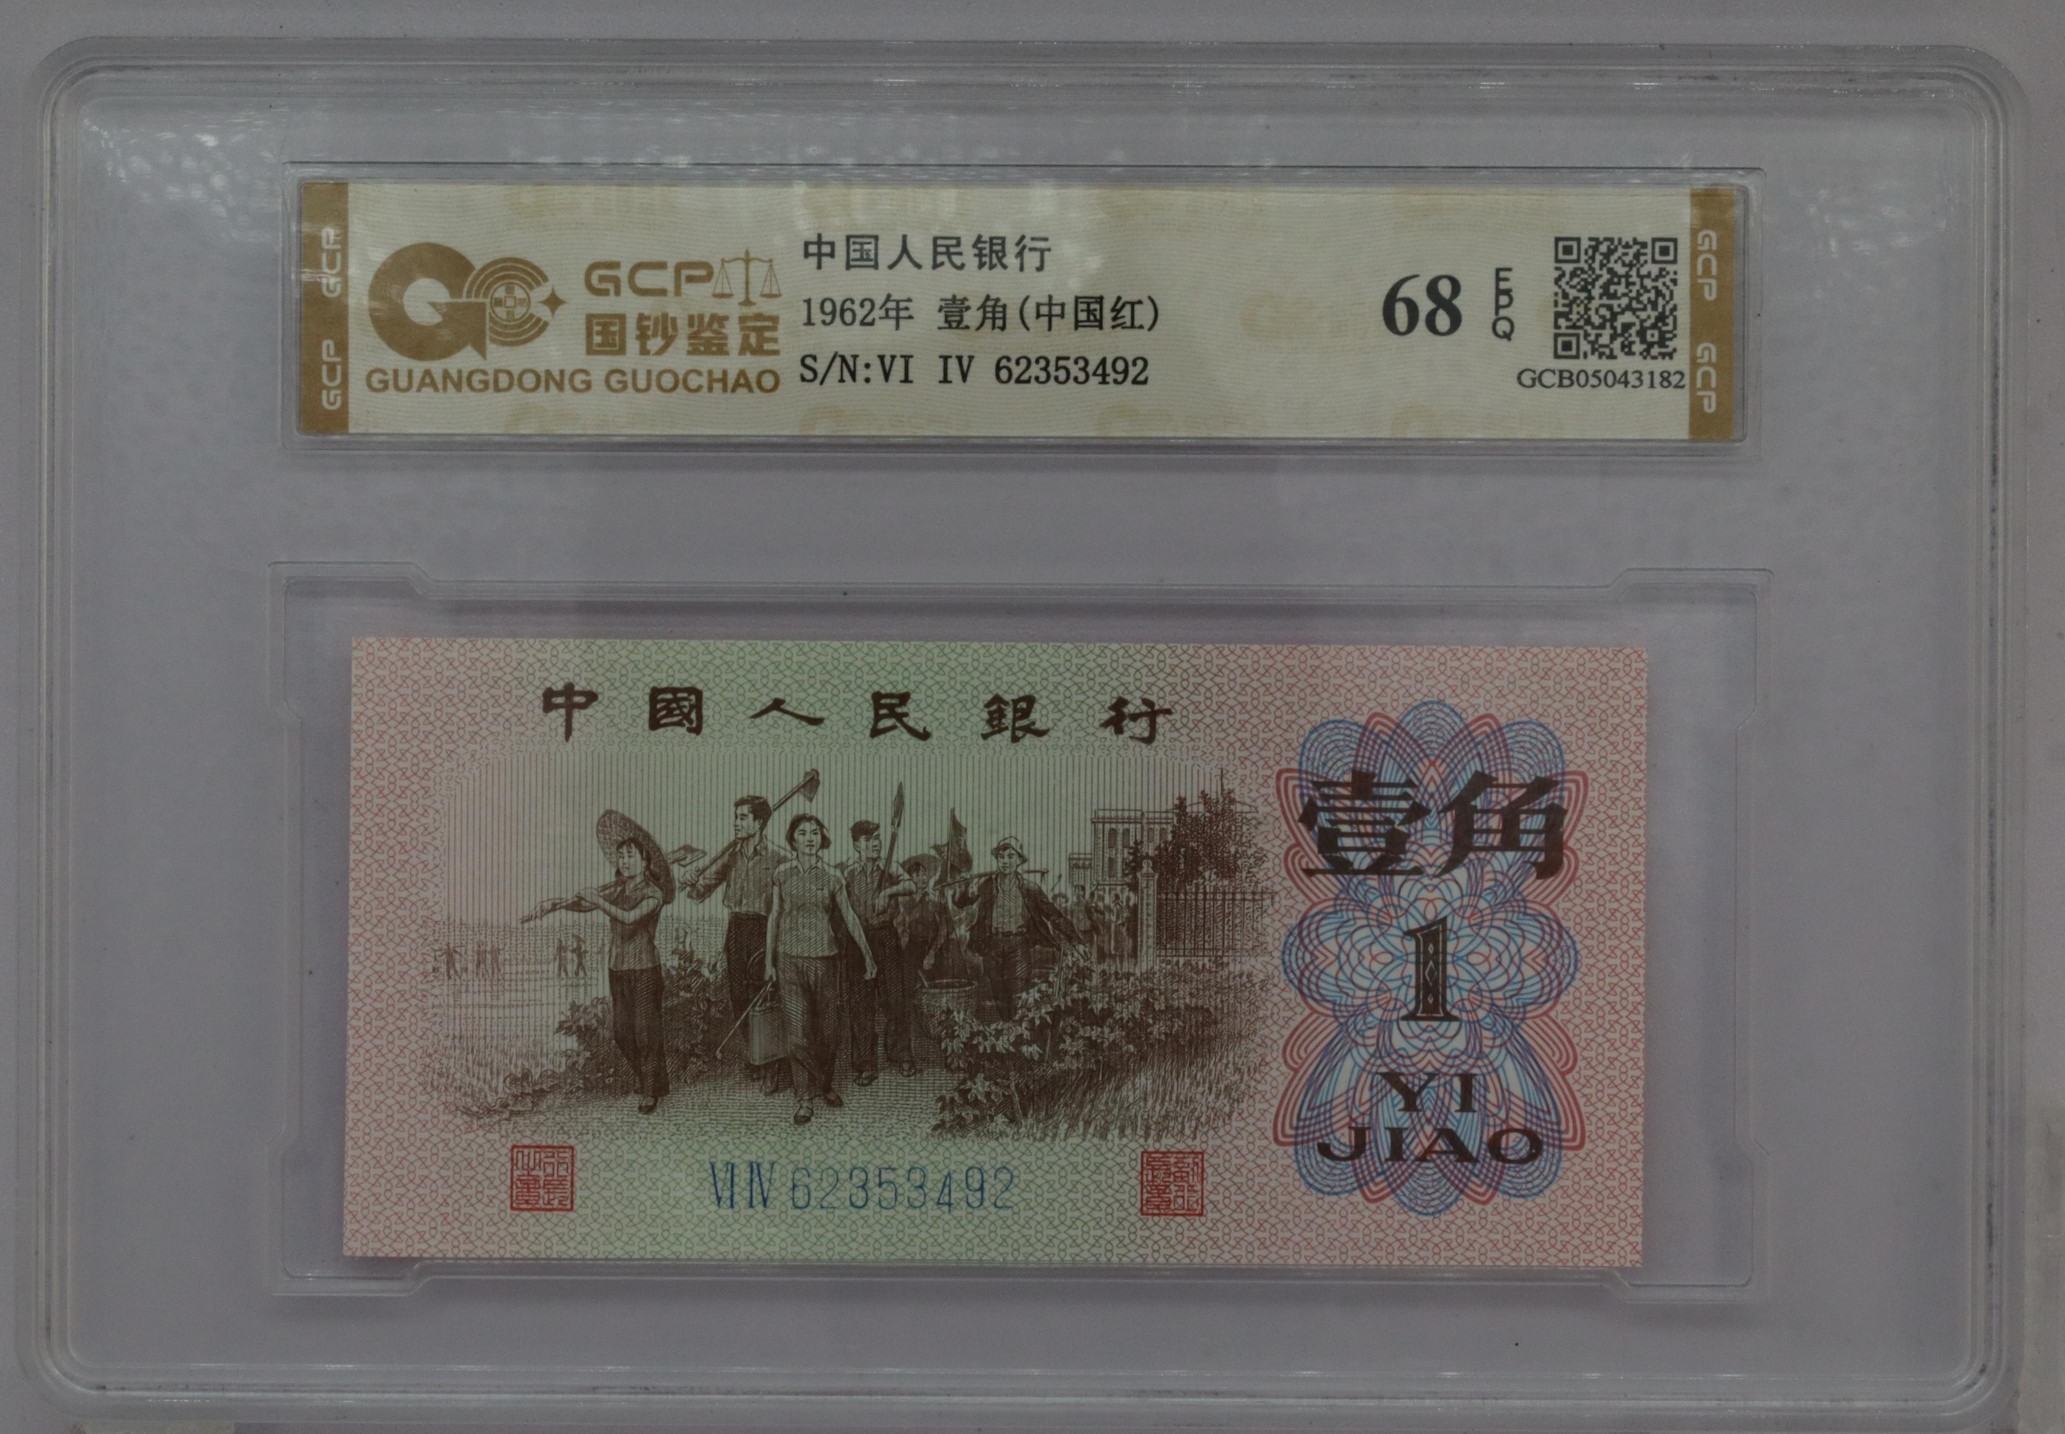 GCP
GCP
GCP
国钞鉴定
GUANGDONG GUOCHAO
中国人民银行
1962年 壹角(中国红)
S/N:VI IV 62353492
68
EPQ
GCB05043182
GCP
GCP
中國人民銀行
壹角
1
YI
JIAO
VI IV 62353492